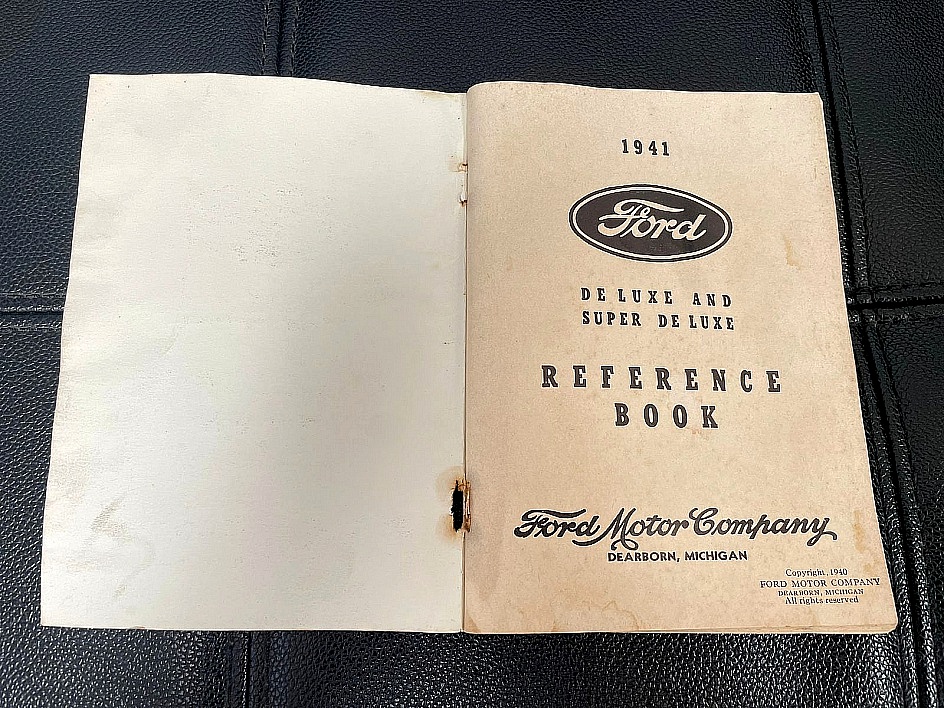 1941
Ford
DE LUXE AND
SUPER DE LUXE
REFERENCE
BOOK
Ford Motor Company
DEARBORN, MICHIGAN
Copyright, 1940
FORD MOTOR COMPANY
DEARBORN, MICHIGAN
All rights reserved